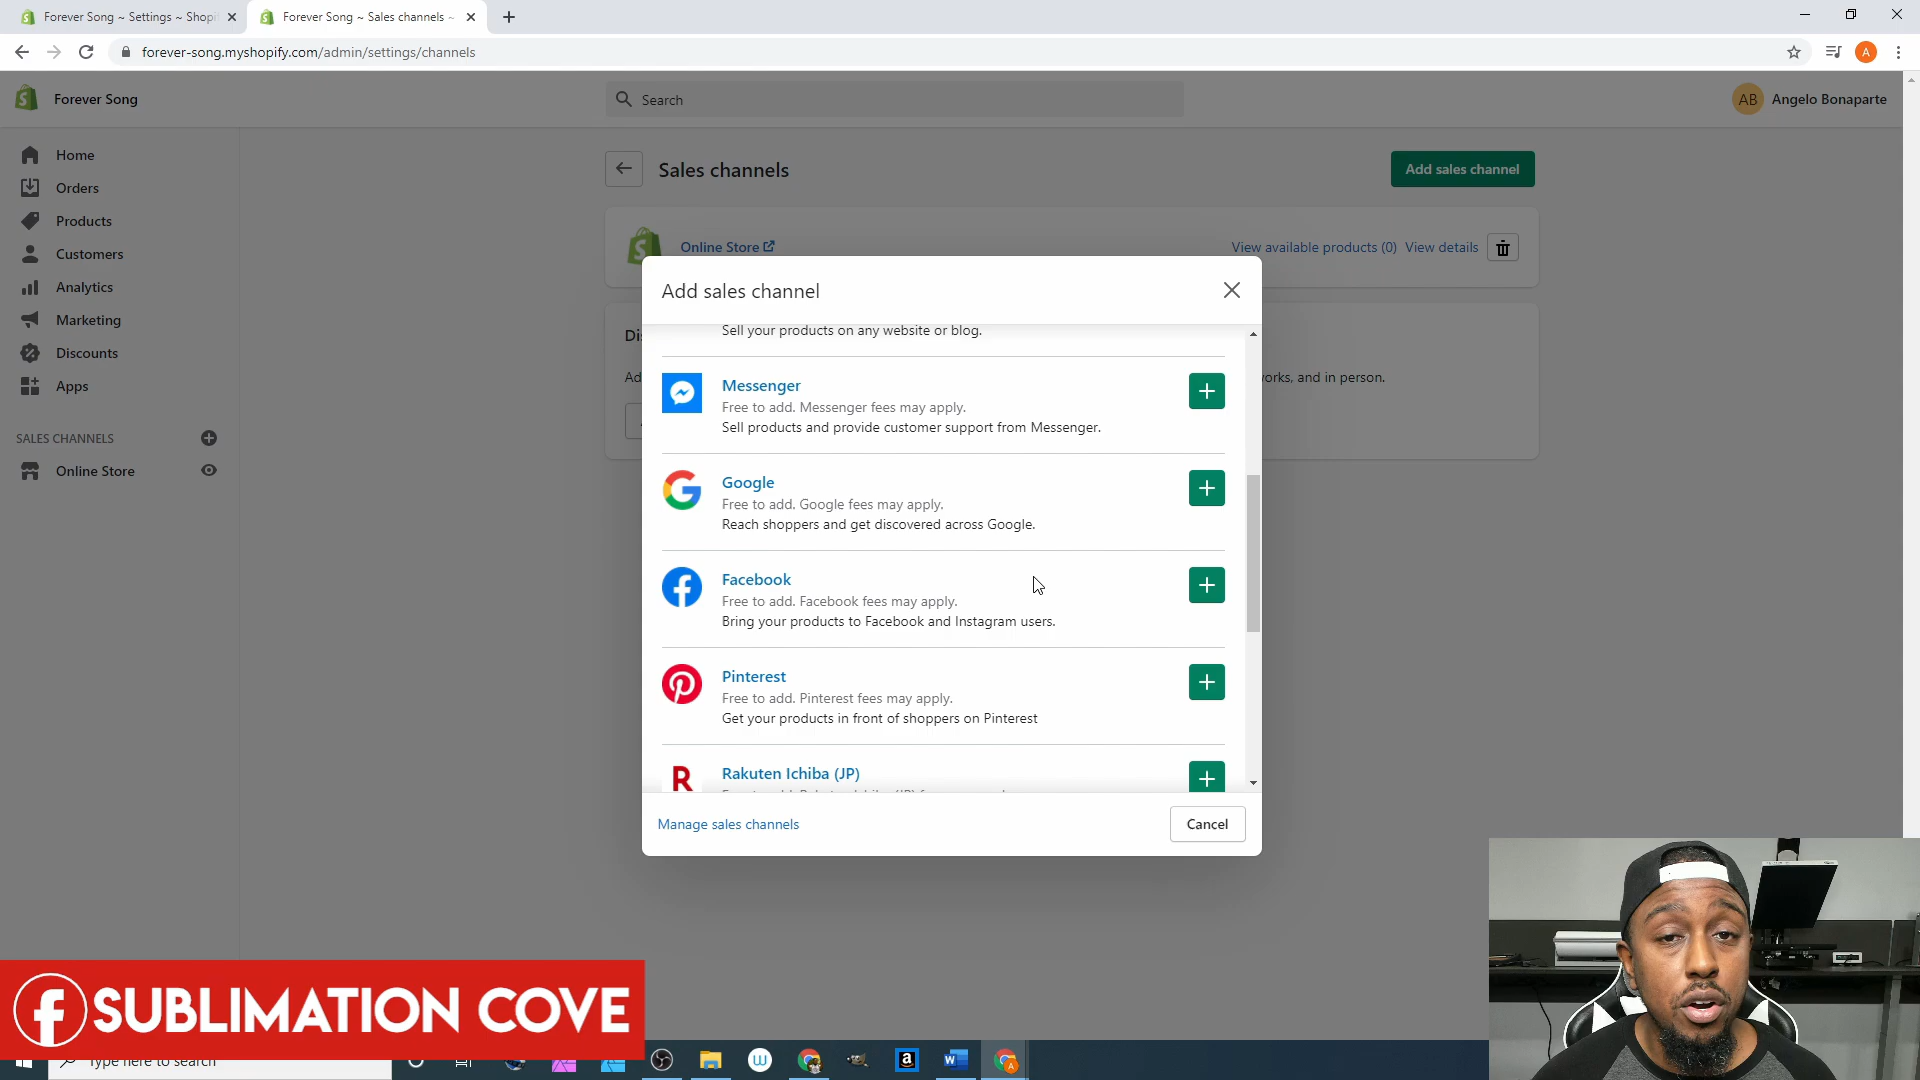 Forever Song ~ Settings ~ Shopi
Forever Song ~ Sales channels ~
forever-song.myshopify.com/admin/settings/channels
A
Forever Song
Search
AB
Angelo Bonaparte
Home
Orders
Products
Customers
Analytics
Marketing
Discounts
Apps
SALES CHANNELS
Online Store
Sales channels
Add sales channel
Online Store
View available products (0)
View details
Add sales channel
Sell your products on any website or blog.
Messenger
Free to add. Messenger fees may apply.
Sell products and provide customer support from Messenger.
Google
Free to add. Google fees may apply.
Reach shoppers and get discovered across Google.
Facebook
Free to add. Facebook fees may apply.
Bring your products to Facebook and Instagram users.
Pinterest
Free to add. Pinterest fees may apply.
Get your products in front of shoppers on Pinterest
Rakuten Ichiba (JP)
Manage sales channels
Cancel
and in person.
SUBLIMATION COVE
Type here to search